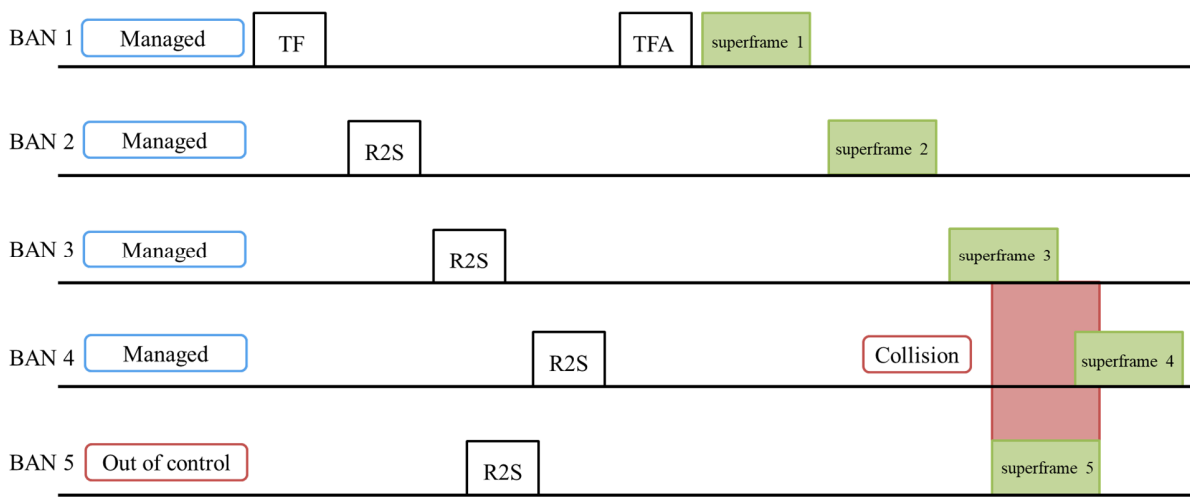 BAN 1 Managed TF TFA superframe 1
BAN 2 Managed R2S superframe 2
BAN 3 Managed R2S superframe 3
BAN 4 Managed R2S Collision superframe 4
BAN 5 Out of control R2S superframe 5